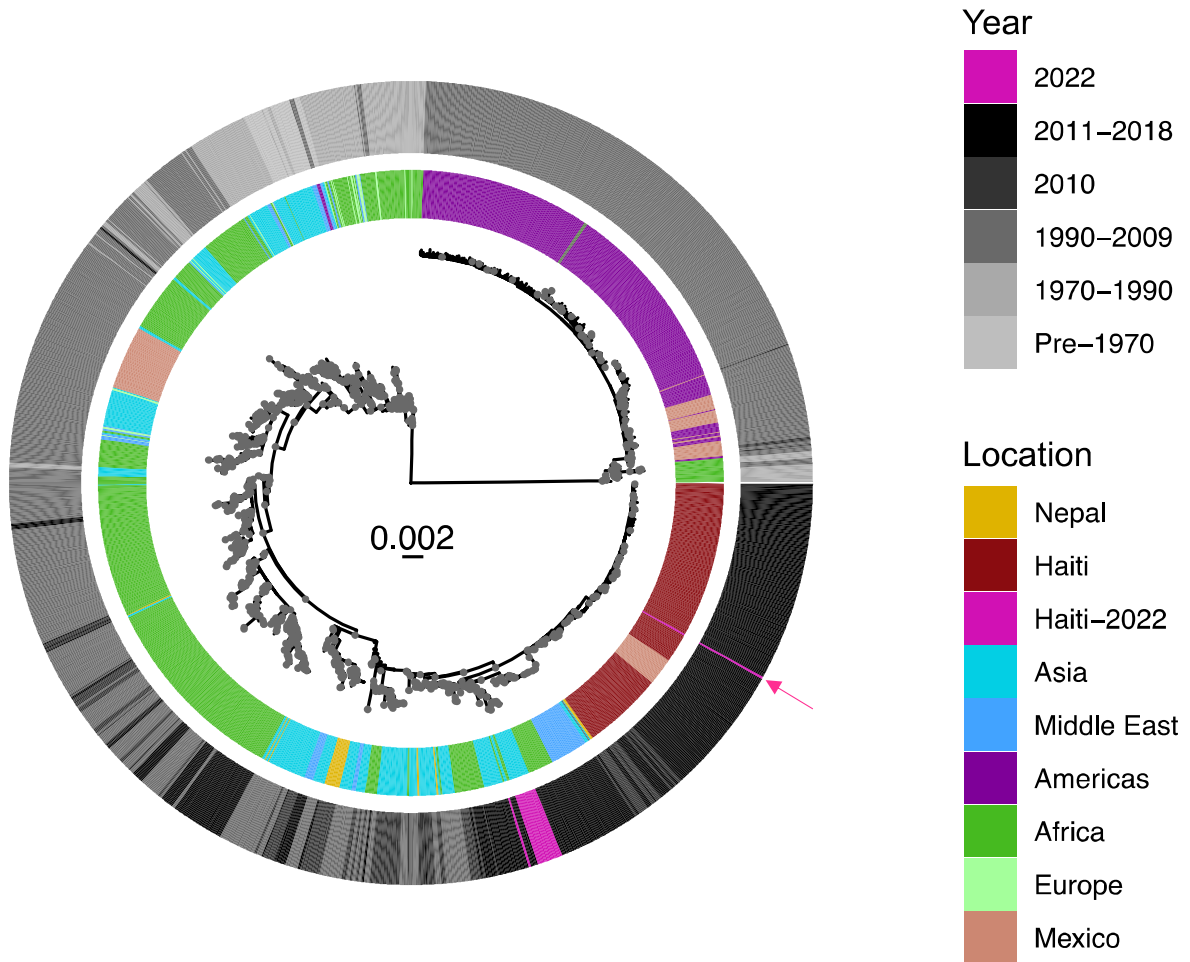 Year
2022
2011−2018
2010
1990−2009
1970−1990
Pre−1970
Location
Nepal
Haiti
Haiti−2022
Asia
Middle East
Americas
Africa
Europe
Mexico
0.002